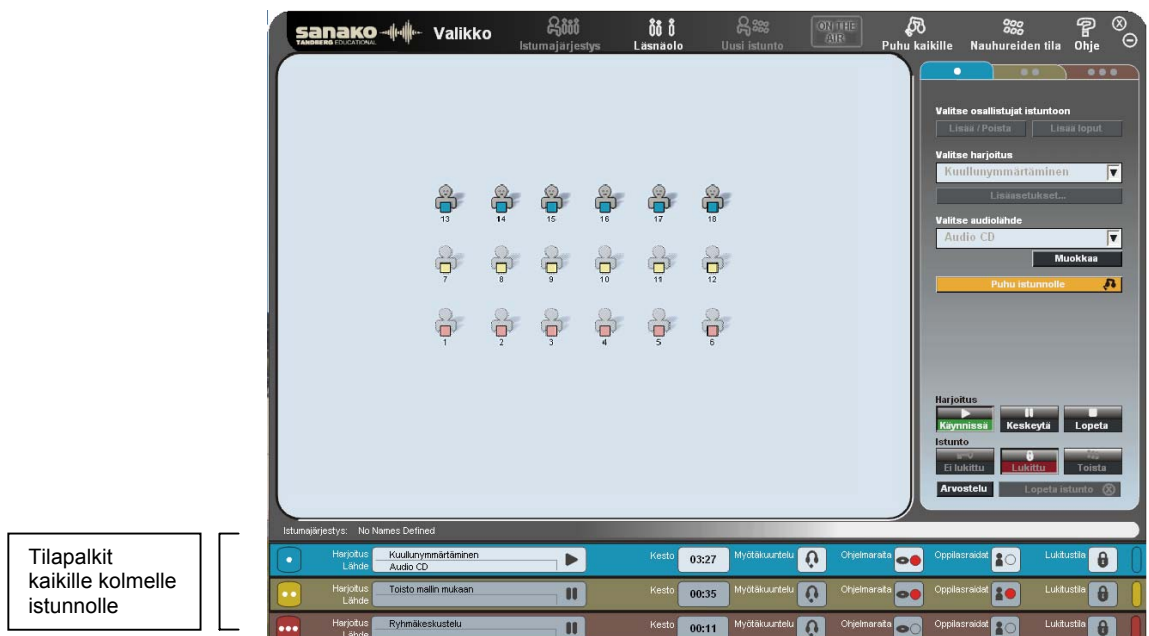 sanako
TANDBERG EDUCATIONAL
Valikko
Istumajärjestys
Läsnäolo
Uusi istunto
ON THE
AIR
Puhu kaikille
Nauhureiden tila
Ohje
Valitse osallistujat istuntoon
Lisää / Poista
Lisää loput
Valitse harjoitus
Kuullunymmärtäminen
Lisäasetukset...
Valitse audiolähde
Audio CD
Muokkaa
Puhu istunnolle
13 14 15 16 17 18
7 8 9 10 11 12
1 2 3 4 5 6
Harjoitus
Käynnissä Keskeytä Lopeta
Istunto
Ei lukittu Lukittu Toista
Arvostelu Lopeta istunto
Istumajärjestys: No Names Defined
Tilapalkit
kaikille kolmelle
istunnolle
Harjoitus Kuullunymmärtäminen Kesto 03:27 Myötäkuuntelu Ohjelmaraita Oppilasraidat Lukitustila
Lähde Audio CD
Harjoitus Toisto mallin mukaan Kesto 00:35 Myötäkuuntelu Ohjelmaraita Oppilasraidat Lukitustila
Lähde
Harjoitus Ryhmäkeskustelu Kesto 00:11 Myötäkuuntelu Ohjelmaraita Oppilasraidat Lukitustila
Lähde